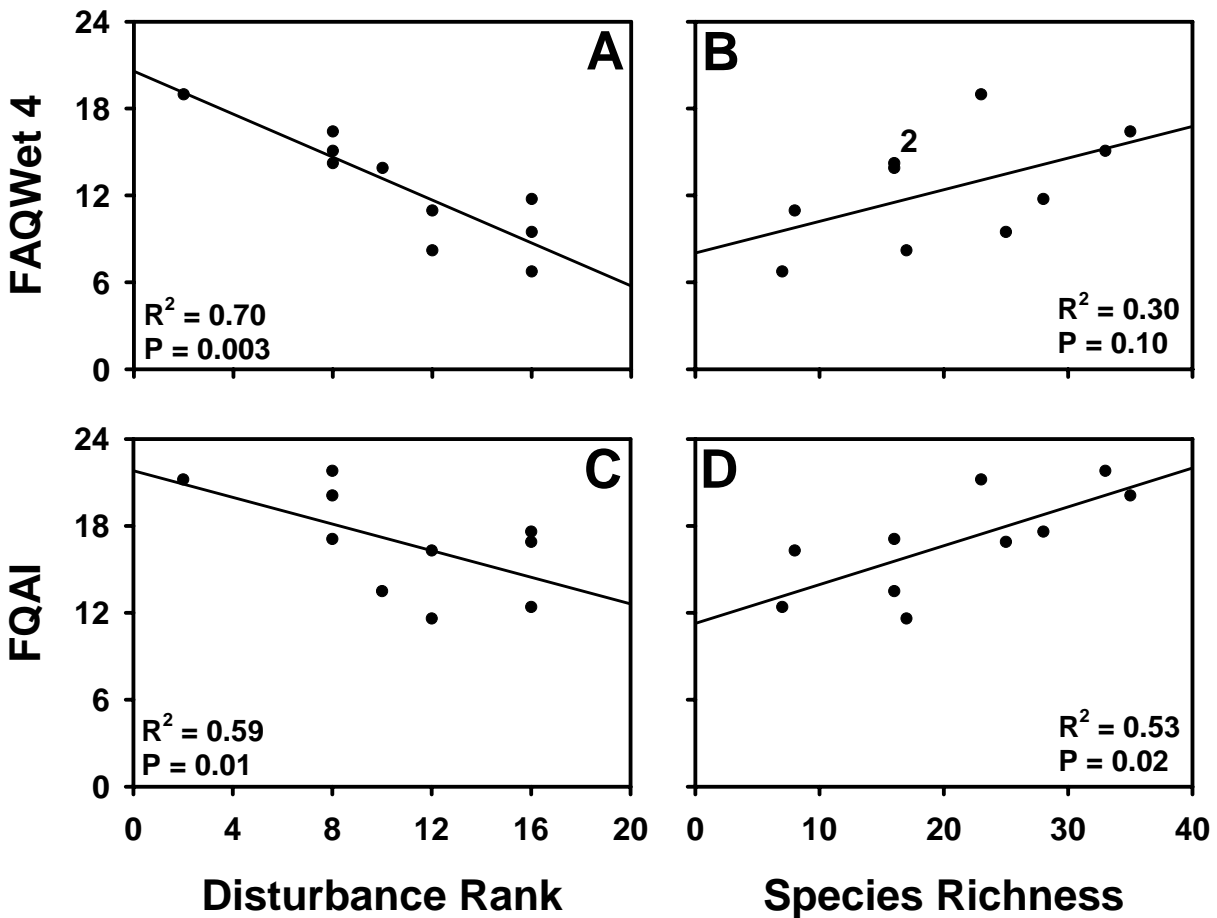 FAQWet 4
24
18
12
6
0
A
R² = 0.70
P = 0.003
B
2
R² = 0.30
P = 0.10
FQAI
24
18
12
6
0
C
R² = 0.59
P = 0.01
D
R² = 0.53
P = 0.02
0 4 8 12 16 20
0 10 20 30 40
Disturbance Rank
Species Richness